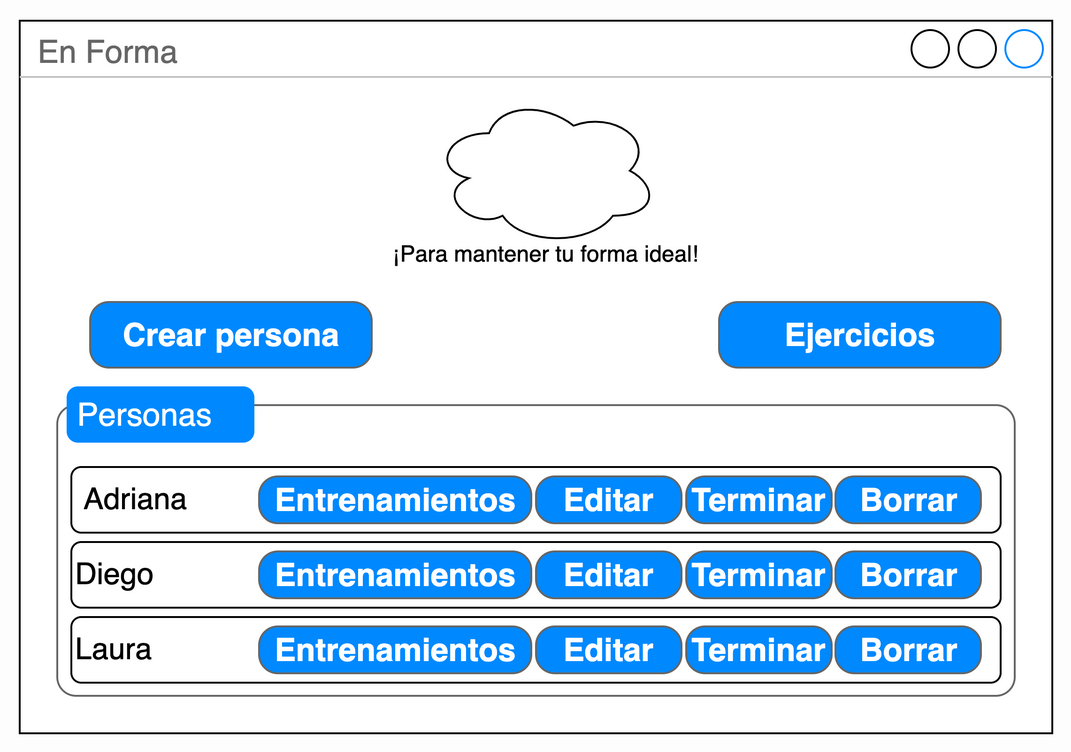 En Forma
¡Para mantener tu forma ideal!
Crear persona Ejercicios
Personas
Adriana Entrenamientos Editar Terminar Borrar
Diego Entrenamientos Editar Terminar Borrar
Laura Entrenamientos Editar Terminar Borrar